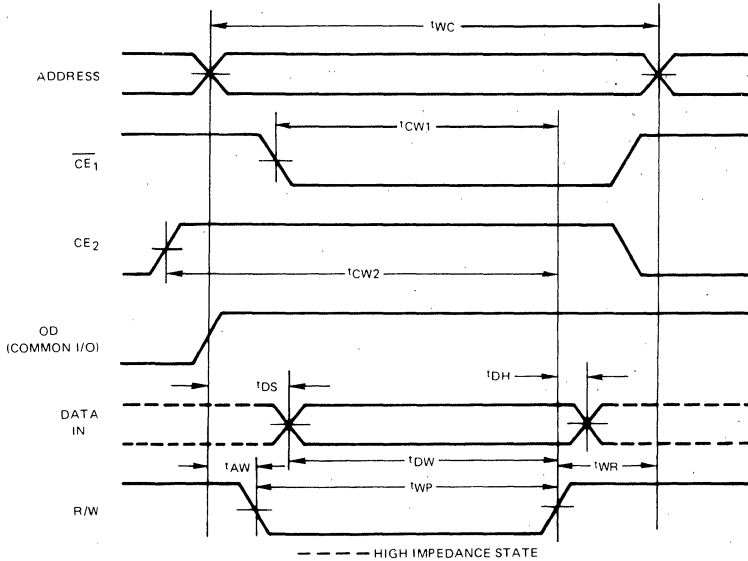 tWC
ADDRESS
tCW1
CE1
CE2
tCW2
OD
(COMMON I/O)
tDS
tDH
DATA
IN
tAW
tDW
tWR
tWP
R/W
HIGH IMPEDANCE STATE